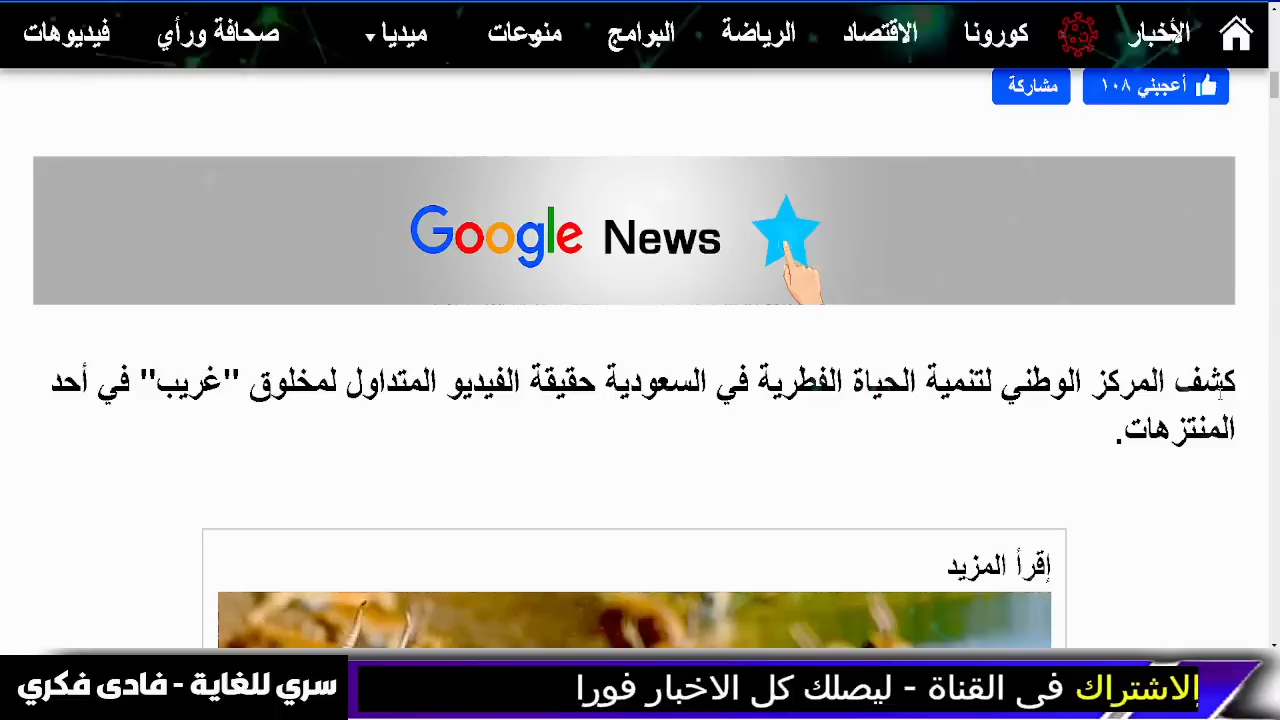 الأخبار كورونا الاقتصاد الرياضة البرامج منوعات ميديا صحافة ورأي فيديوهات
أعجبني ١٠٨ مشاركة
Google News
كشف المركز الوطني لتنمية الحياة الفطرية في السعودية حقيقة الفيديو المتداول لمخلوق "غريب" في أحد
المنتزهات.
إقرأ المزيد
الاشتراك فى القناة - ليصلك كل الاخبار فورا
سري للغاية - فادى فكري